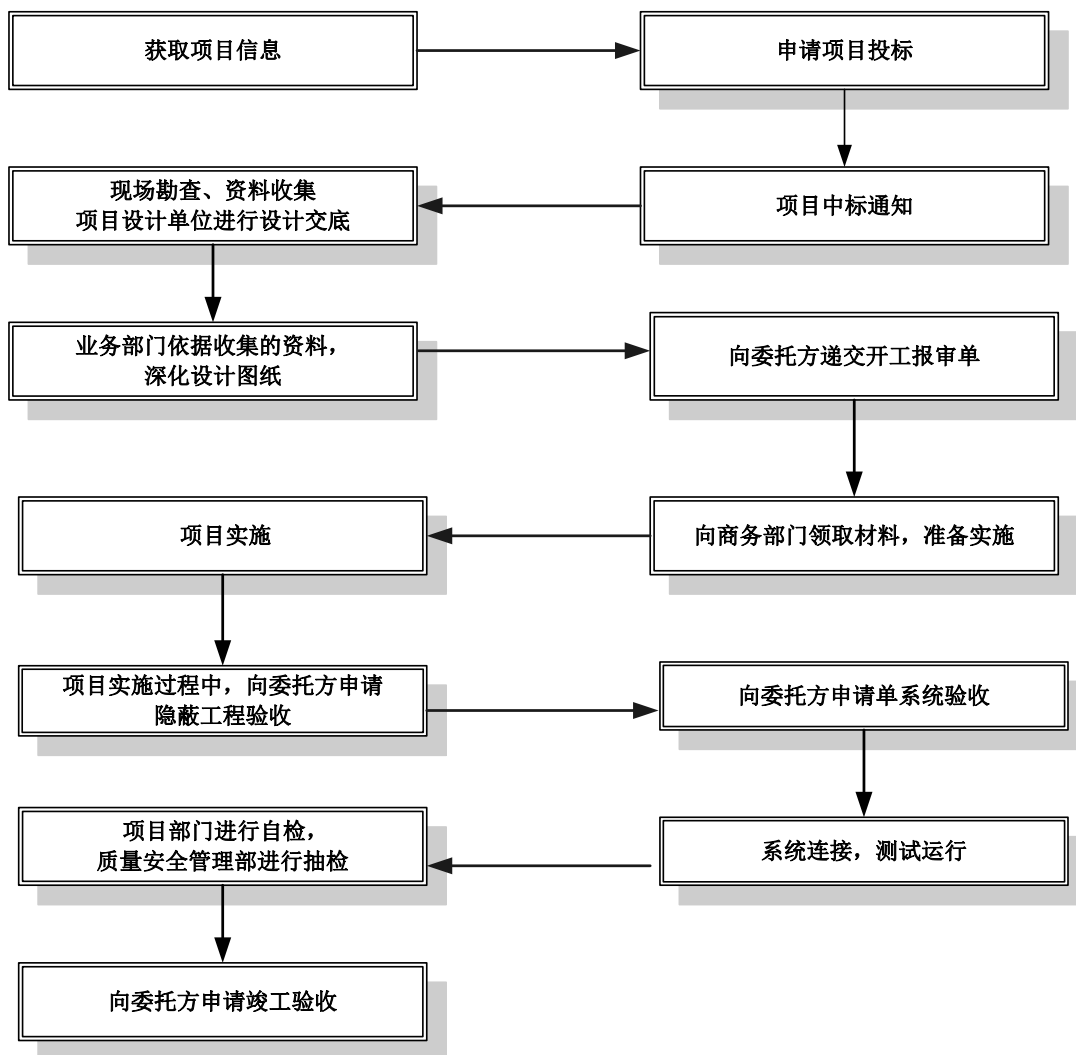 获取项目信息
申请项目投标
项目中标通知
现场勘查、资料收集
项目设计单位进行设计交底
业务部门依据收集的资料，
深化设计图纸
向委托方递交开工报审单
向商务部门领取材料，准备实施
项目实施
项目实施过程中，向委托方申请
隐蔽工程验收
向委托方申请单系统验收
系统连接，测试运行
项目部门进行自检，
质量安全管理部进行抽检
向委托方申请竣工验收